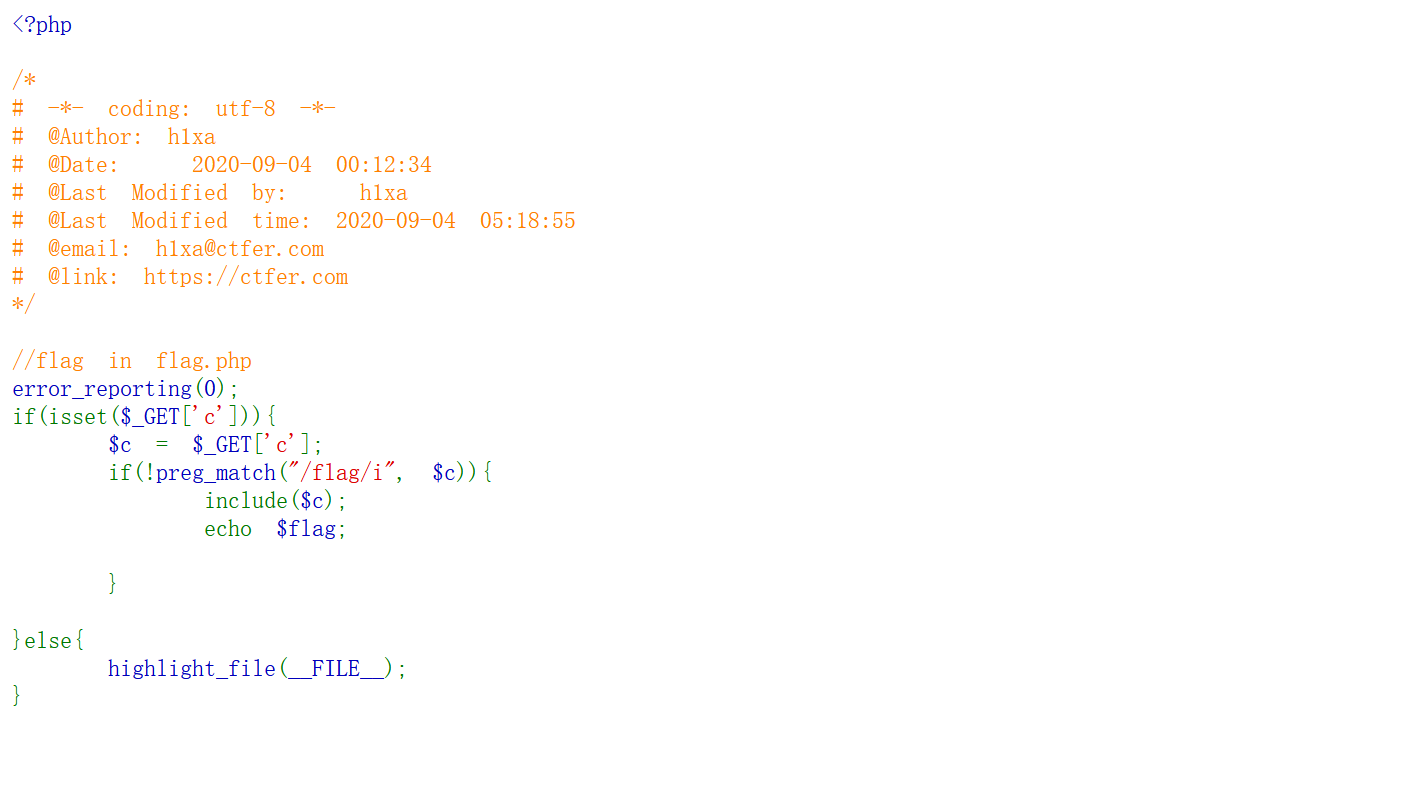 <?php
/*
# -*- coding: utf-8 -*-
# @Author: h1xa
# @Date:   2020-09-04 00:12:34
# @Last Modified by:   h1xa
# @Last Modified time: 2020-09-04 05:18:55
# @email: h1xa@ctfer.com
# @link: https://ctfer.com
*/
//flag in flag.php
error_reporting(0);
if(isset($_GET['c'])){
    $c = $_GET['c'];
    if(!preg_match("/flag/i", $c)){
        include($c);
        echo $flag;
    }
}else{
    highlight_file(__FILE__);
}